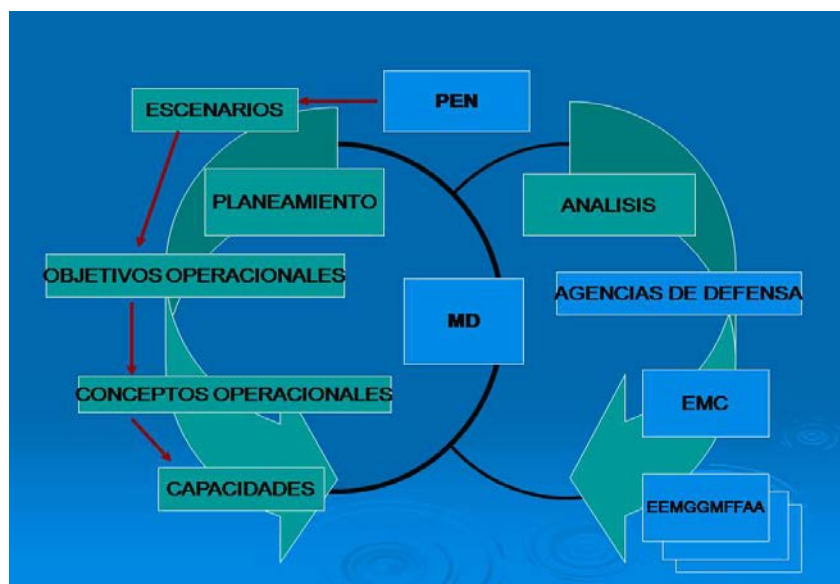 PEN
ESCENARIOS
PLANEAMIENTO
ANALISIS
OBJETIVOS OPERACIONALES
AGENCIAS DE DEFENSA
MD
CONCEPTOS OPERACIONALES
EMC
CAPACIDADES
EEMGGMFFAA